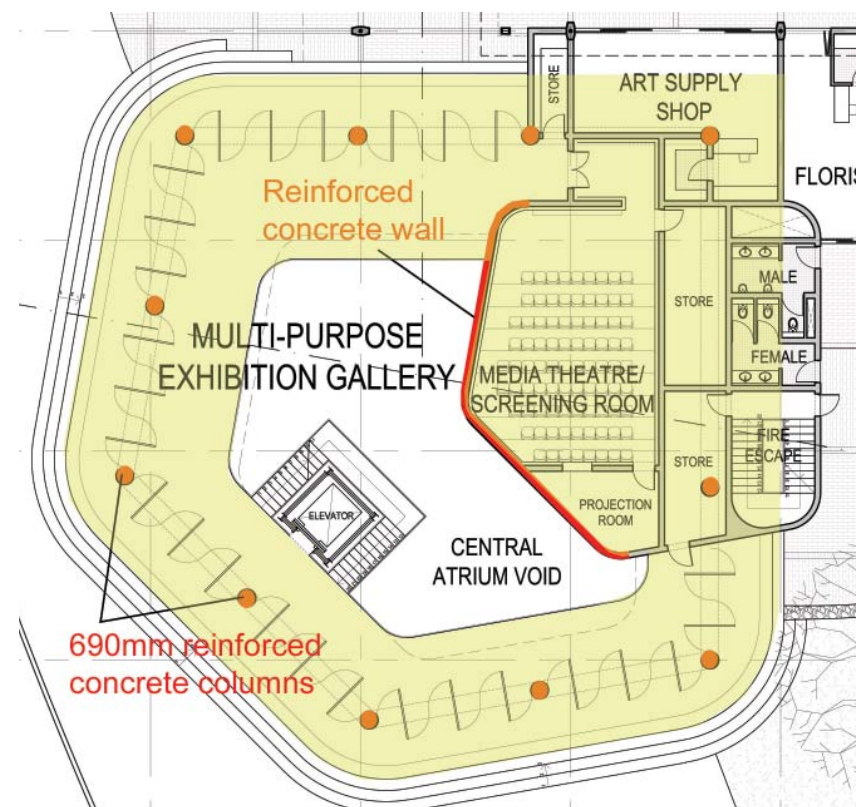 STORE
ART SUPPLY
SHOP
FLORIS
Reinforced
concrete wall
MALE
STORE
MULTI-PURPOSE
EXHIBITION GALLERY
MEDIA THEATRE/
SCREENING ROOM
FEMALE
FIRE
ESCAPE
STORE
ELEVATOR
PROJECTION
ROOM
CENTRAL
ATRIUM VOID
690mm reinforced
concrete columns